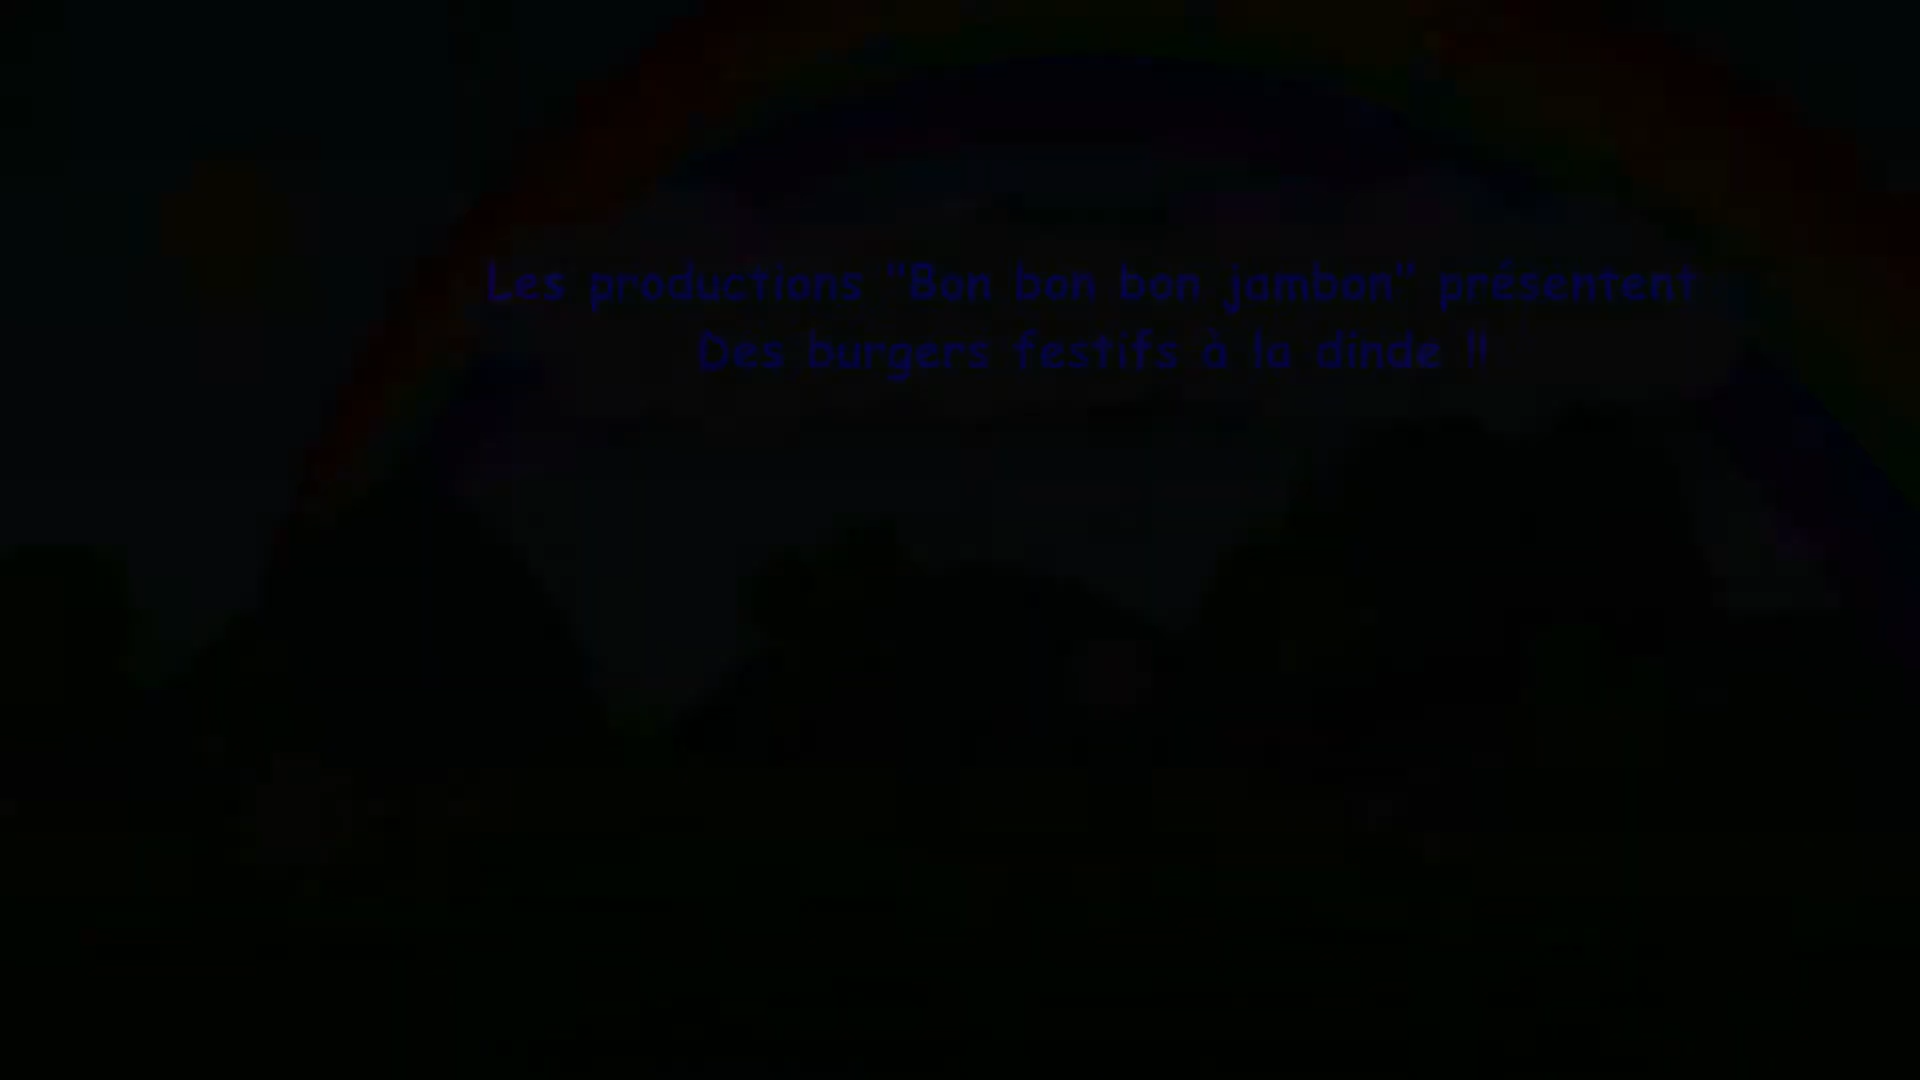 Les productions "Bon bon bon jambon" présentent
Des burgers festifs à la dinde !!